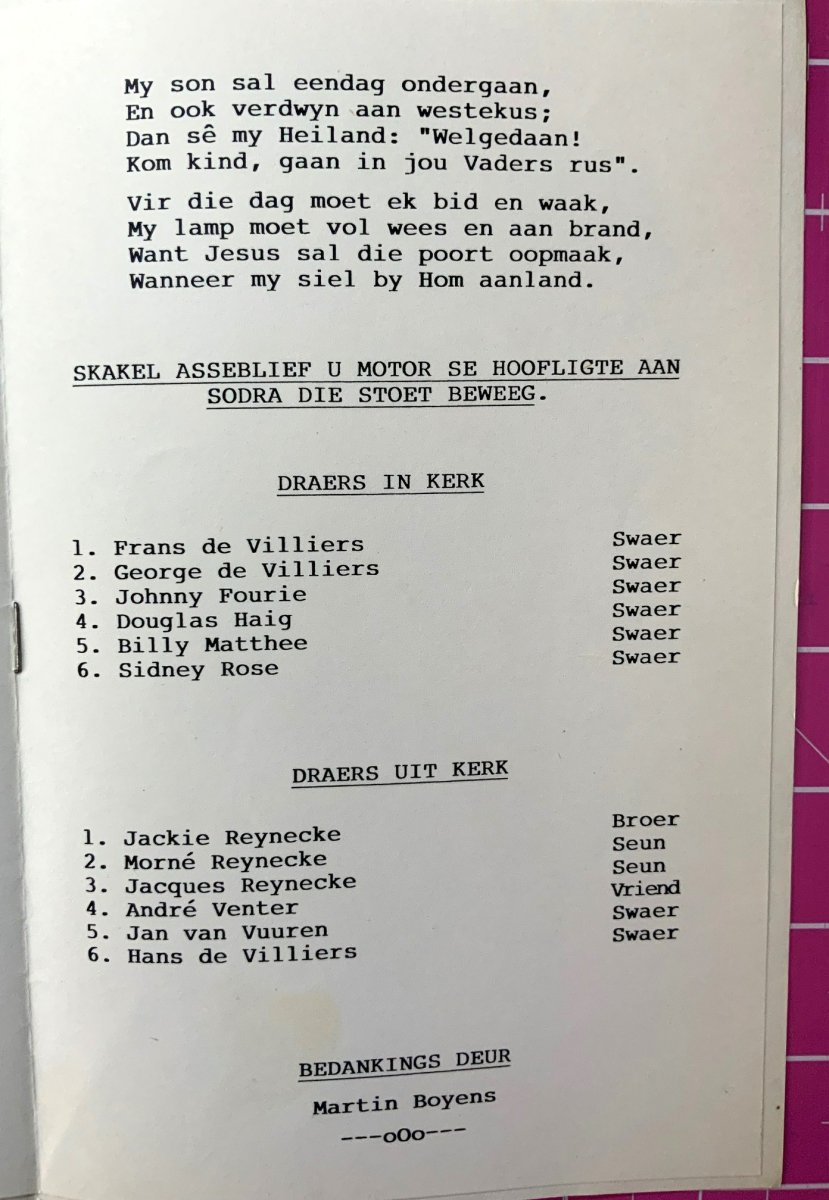 My son sal eendag ondergaan,
En ook verdwyn aan westekus;
Dan sê my Heiland: "Welgedaan!
Kom kind, gaan in jou Vaders rus".
Vir die dag moet ek bid en waak,
My lamp moet vol wees en aan brand,
Want Jesus sal die poort oopmaak,
Wanneer my siel by Hom aanland.
SKAKEL ASSEBLIEF U MOTOR SE HOOFLIGTE AAN
SODRA DIE STOET BEWEEG.
DRAERS IN KERK
1. Frans de Villiers Swaer
2. George de Villiers Swaer
3. Johnny Fourie Swaer
4. Douglas Haig Swaer
5. Billy Matthee Swaer
6. Sidney Rose Swaer
DRAERS UIT KERK
1. Jackie Reynecke Broer
2. Morné Reynecke Seun
3. Jacques Reynecke Seun
4. André Venter Vriend
5. Jan van Vuuren Swaer
6. Hans de Villiers Swaer
BEDANKINGS DEUR
Martin Boyens
---oOo---